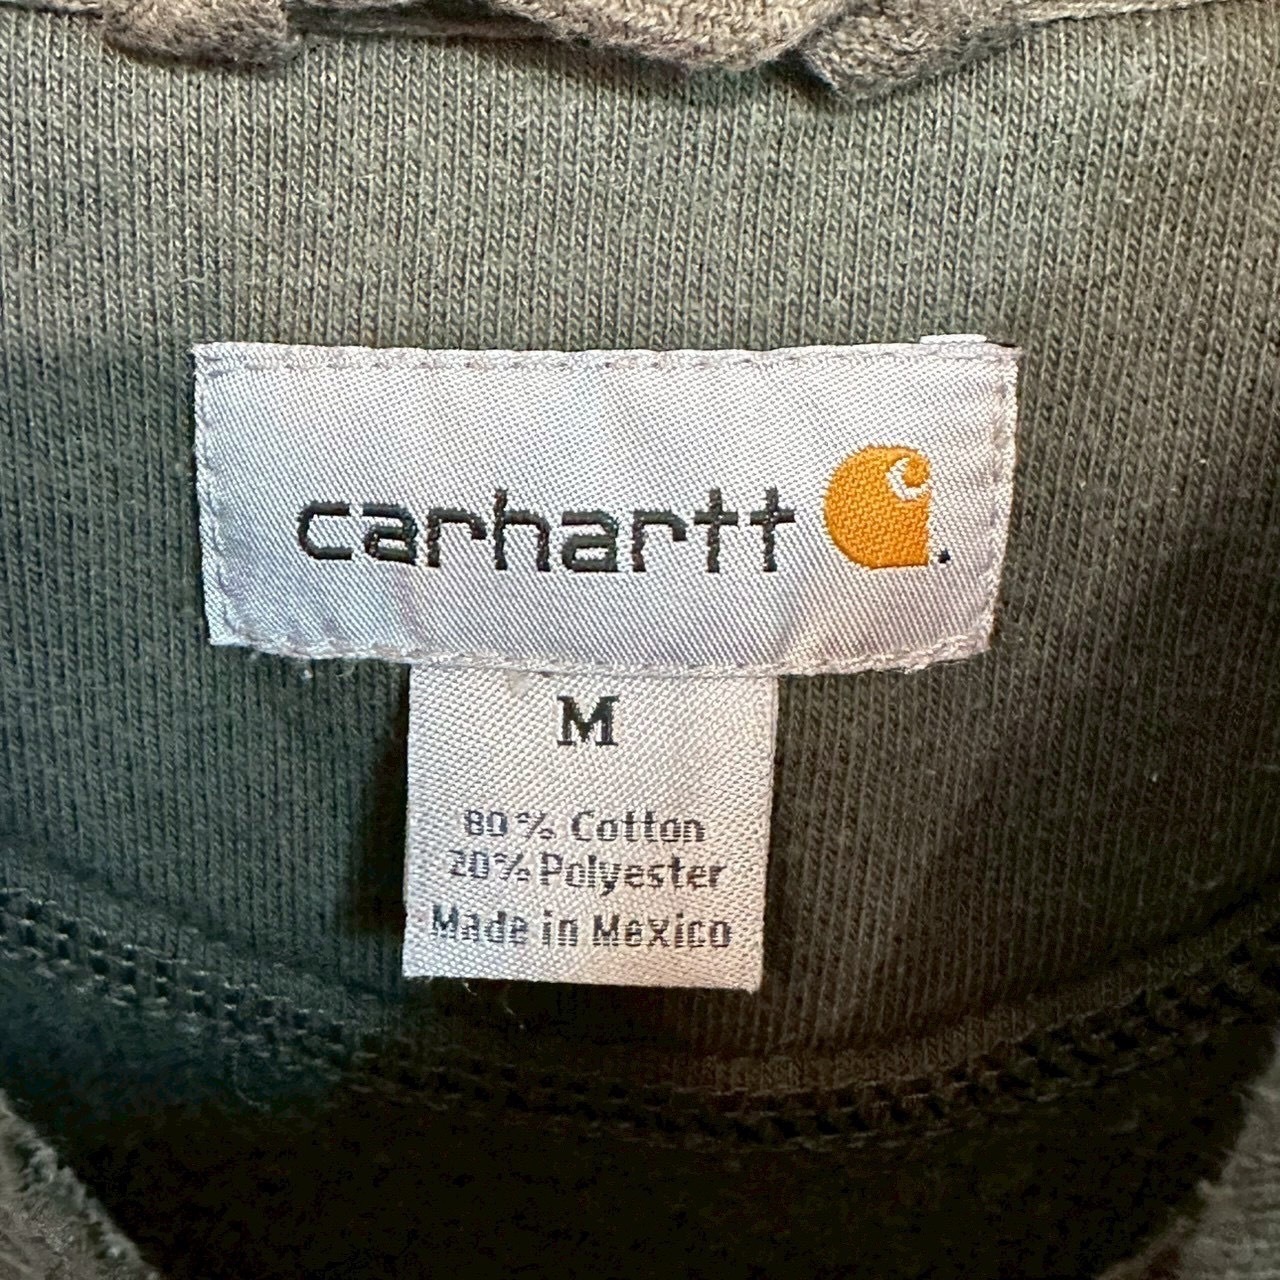 carhartt
M
80% Cotton
20% Polyester
Made in Mexico